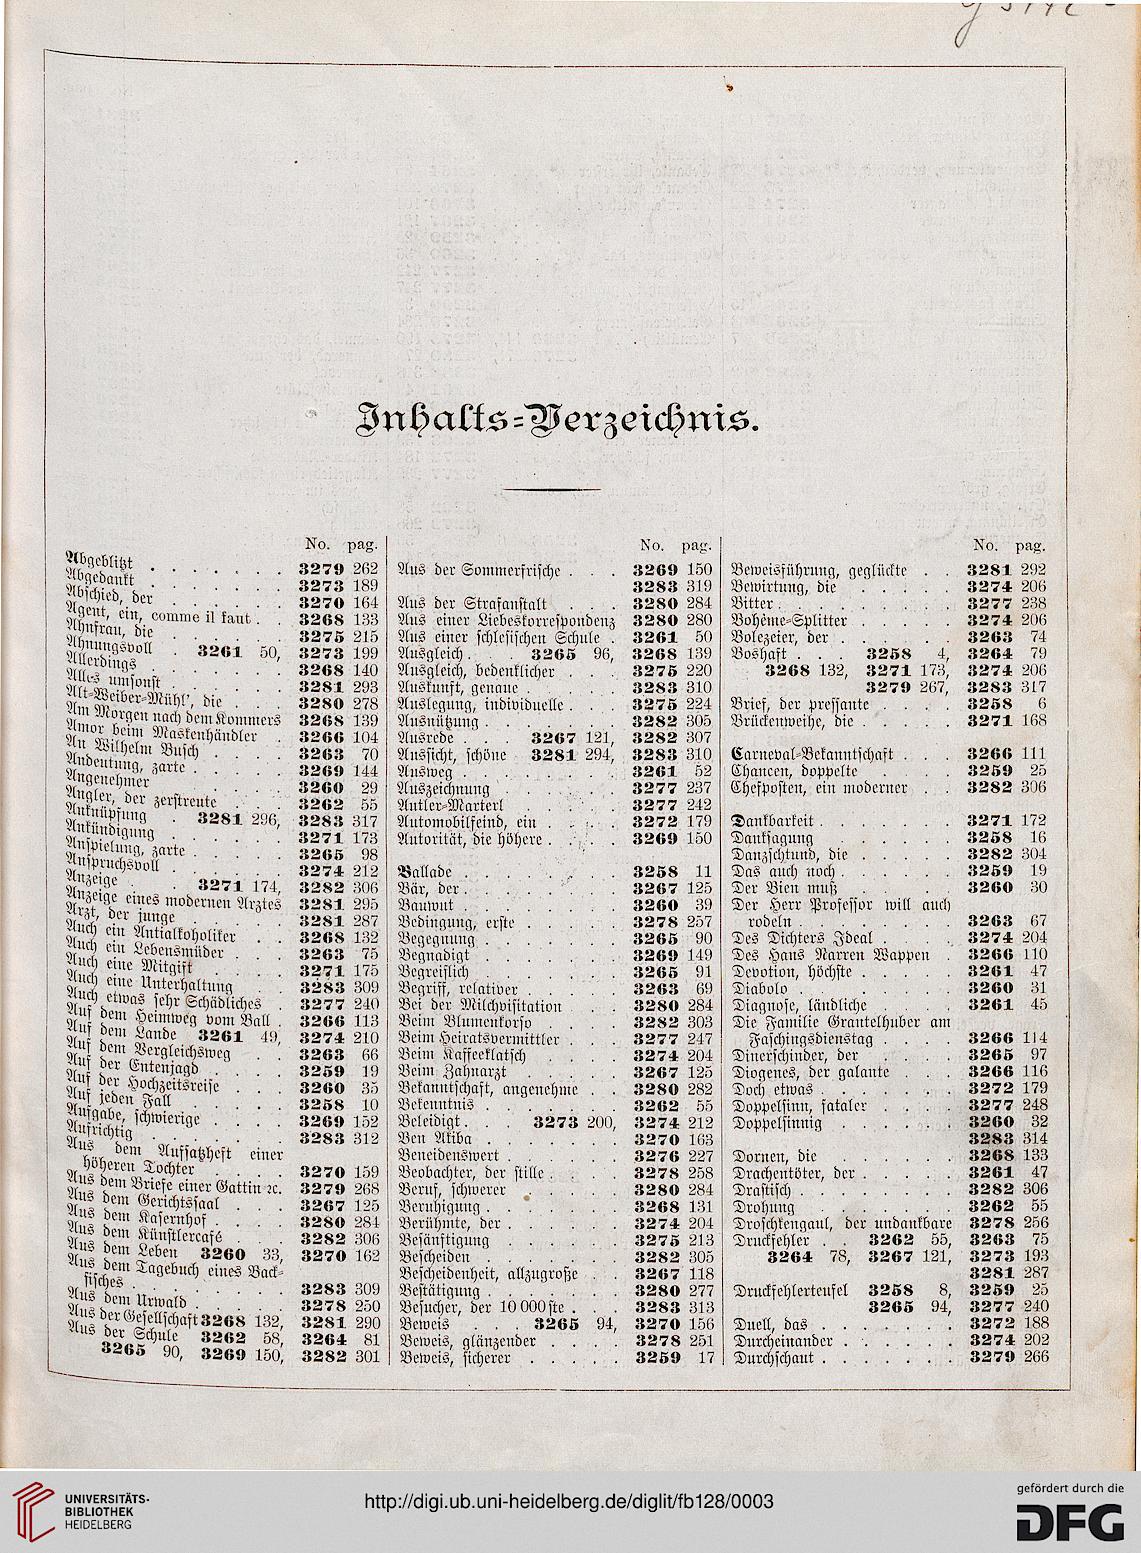 Inhalts-Verzeichnis.
No. pag.
Abgeblitzt . . . . . . . 3279 262
Abgedankt . . . . . . . 3273 189
Abschied, der . . . . . . 3270 164
Agent, ein, comme il faut . . 3268 133
Ahnfrau, die . . . . . . 3275 215
Ahnungsvoll . 3261 50, 3273 199
Allerdings . . . . . . . 3268 140
Alles umsonst . . . . . . 3281 293
Alt-Weiber-Mühl', die . . . 3280 278
Am Morgen nach dem Kommers 3268 139
Amor beim Maskenhändler . 3266 104
An Wilhelm Busch . . . . 3263 70
Andeutung, zarte . . . . . 3269 144
Angenehmer . . . . 3260 29
Angler, der zerstreute . . . 3262 55
Anknüpfung . 3281 296, 3283 317
Ankündigung . . . . . . 3271 173
Anspielung, zarte . . . . . 3265 98
Anspruchsvoll . . . . . . 3274 212
Anzeige . . . 3271 174, 3282 306
Anzeige eines modernen Arztes 3281 295
Arzt, der junge . . . . . 3281 287
Auch ein Antialkoholiker . . 3268 132
Auch ein Lebensmüder . . . 3263 75
Auch eine Mitgift . . . . 3271 175
Auch eine Unterhaltung . . 3283 309
Auch etwas sehr Schädliches . 3277 240
Auf dem Heimweg vom Ball . 3266 113
Auf dem Lande 3261 49, 3274 210
Auf dem Vergleichsweg . . 3263 66
Auf der Entenjagd . . . . 3259 19
Auf der Hochzeitsreise . . . 3260 35
Auf jeden Fall . . . . . 3258 10
Aufgabe, schwierige . . . . 3269 152
Aufrichtig . . . . . . . 3283 312
Aus dem Aufsatzheft einer
höheren Tochter . . . . 3270 159
Aus dem Briefe einer Gattin ꝛc. 3279 268
Aus dem Gerichtssaal . . . 3267 125
Aus dem Kasernhof . . . . 3280 284
Aus dem Künstlercafé . . . 3282 306
Aus dem Leben 3260 33, 3270 162
Aus dem Tagebuch eines Back-
fisches . . . . . . . . 3283 309
Aus dem Urwald . . . . . 3278 250
Aus der Gesellschaft 3268 132, 3281 290
Aus der Schule 3262 58, 3264 81
3265 90, 3269 150, 3282 301
No. pag.
Aus der Sommerfrische . . . 3269 150
3283 319
Aus der Strafanstalt . . . 3280 284
Aus einer Liebeskorrespondenz 3280 280
Aus einer schlesischen Schule . 3261 50
Ausgleich . . . 3265 96, 3268 139
Ausgleich, bedenklicher . . . 3275 220
Auskunft, genaue . . . . . 3283 310
Auslegung, individuelle . . . 3275 224
Ausnützung . . . . . . . 3282 305
Ausrede . . . 3267 121, 3282 307
Aussicht, schöne 3281 294, 3283 310
Ausweg . . . . . . . . 3261 52
Auszeichnung . . . . . . 3277 237
Autler-Marterl . . . . . 3277 242
Automobilfeind, ein . . . . 3272 179
Autorität, die höhere . . . . 3269 150
Ballade . . . . . . . . 3258 11
Bär, der . . . . . . . . 3267 125
Bauwut . . . . . . . . 3260 39
Bedingung, erste . . . . . 3278 257
Begegnung . . . . . . . 3265 90
Begnadigt . . . . . . . 3269 149
Begreiflich . . . . . . . 3265 91
Begriff, relativer . . . . . 3263 69
Bei der Milchvisitation . . 3280 284
Beim Blumenkorso . . . . 3282 303
Beim Heiratsvermittler . . . 3277 247
Beim Kaffeeklatsch . . . . 3274 204
Beim Zahnarzt . . . . . 3267 125
Bekanntschaft, angenehme . . 3280 282
Bekenntnis . . . . . . . 3262 55
Beleidigt . . . 3273 200, 3274 212
Ben Akiba . . . . . . . 3270 163
Beneidenswert . . . . . . 3276 227
Beobachter, der stille . . . . 3278 258
Beruf, schwerer . . . . . 3280 284
Beruhigung . . . . . . . 3268 131
Berühmte, der . . . . . . 3274 204
Besänftigung . . . . . . 3275 213
Bescheiden . . . . . . . 3282 305
Bescheidenheit, allzugroße . . 3267 118
Bestätigung . . . . . . . 3280 277
Besucher, der 10 000 ste . . . 3283 313
Beweis . . . 3265 94, 3270 156
Beweis, glänzender . . . . 3278 251
Beweis, sicherer . . . . . 3259 17
No. pag.
Beweisführung, geglückte . . 3281 292
Bewirtung, die . . . . . 3274 206
Bitter . . . . . . . . . 3277 238
Bohème-Splitter . . . . . 3274 206
Bolezeier, der . . . . . . 3263 74
Boshaft . . . 3258 4, 3264 79
3268 132, 3271 173, 3274 206
3279 267, 3283 317
Brief, der pressante . . . . 3258 6
Brückenweihe, die . . . . . 3271 168
Carneval-Bekanntschaft . . . 3266 111
Chancen, doppelte . . . . 3259 25
Chefposten, ein moderner . . 3282 306
Dankbarkeit . . . . . . . 3271 172
Danksagung . . . . . . 3258 16
Danzschtund, die . . . . . 3282 304
Das auch noch . . . . . . 3259 19
Der Bien muß . . . . . 3260 30
Der Herr Professor will auch
rodeln . . . . . . . . 3263 67
Des Dichters Ideal . . . . 3274 204
Des Hans Narren Wappen . 3266 110
Devotion, höchste . . . . . 3261 47
Diabolo . . . . . . . . 3260 31
Diagnose, ländliche . . . . 3261 45
Die Familie Grantelhuber am
Faschingsdienstag . . . . 3266 114
Dinerschinder, der . . . . 3265 97
Diogenes, der galante . . . 3266 116
Doch etwas . . . . . . . 3272 179
Doppelsinn, fataler . . . . 3277 248
Doppelsinnig . . . . . . 3260 32
3283 314
Dornen, die . . . . . . 3268 133
Drachentöter, der . . . . . 3261 47
Drastisch . . . . . . . . 3282 306
Drohung . . . . . . . 3262 55
Droschkengaul, der undankbare 3278 256
Druckfehler . . 3262 55, 3263 75
3264 78, 3267 121, 3273 193
3281 287
Druckfehlerteufel 3258 8, 3259 25
3265 94, 3277 240
Duell, das . . . . . . . 3272 188
Durcheinander . . . . . . 3274 202
Durchschaut . . . . . . . 3279 266
UNIVERSITÄTS-
BIBLIOTHEK
HEIDELBERG
http://digi.ub.uni-heidelberg.de/diglit/fb128/0003
gefördert durch die
DFG